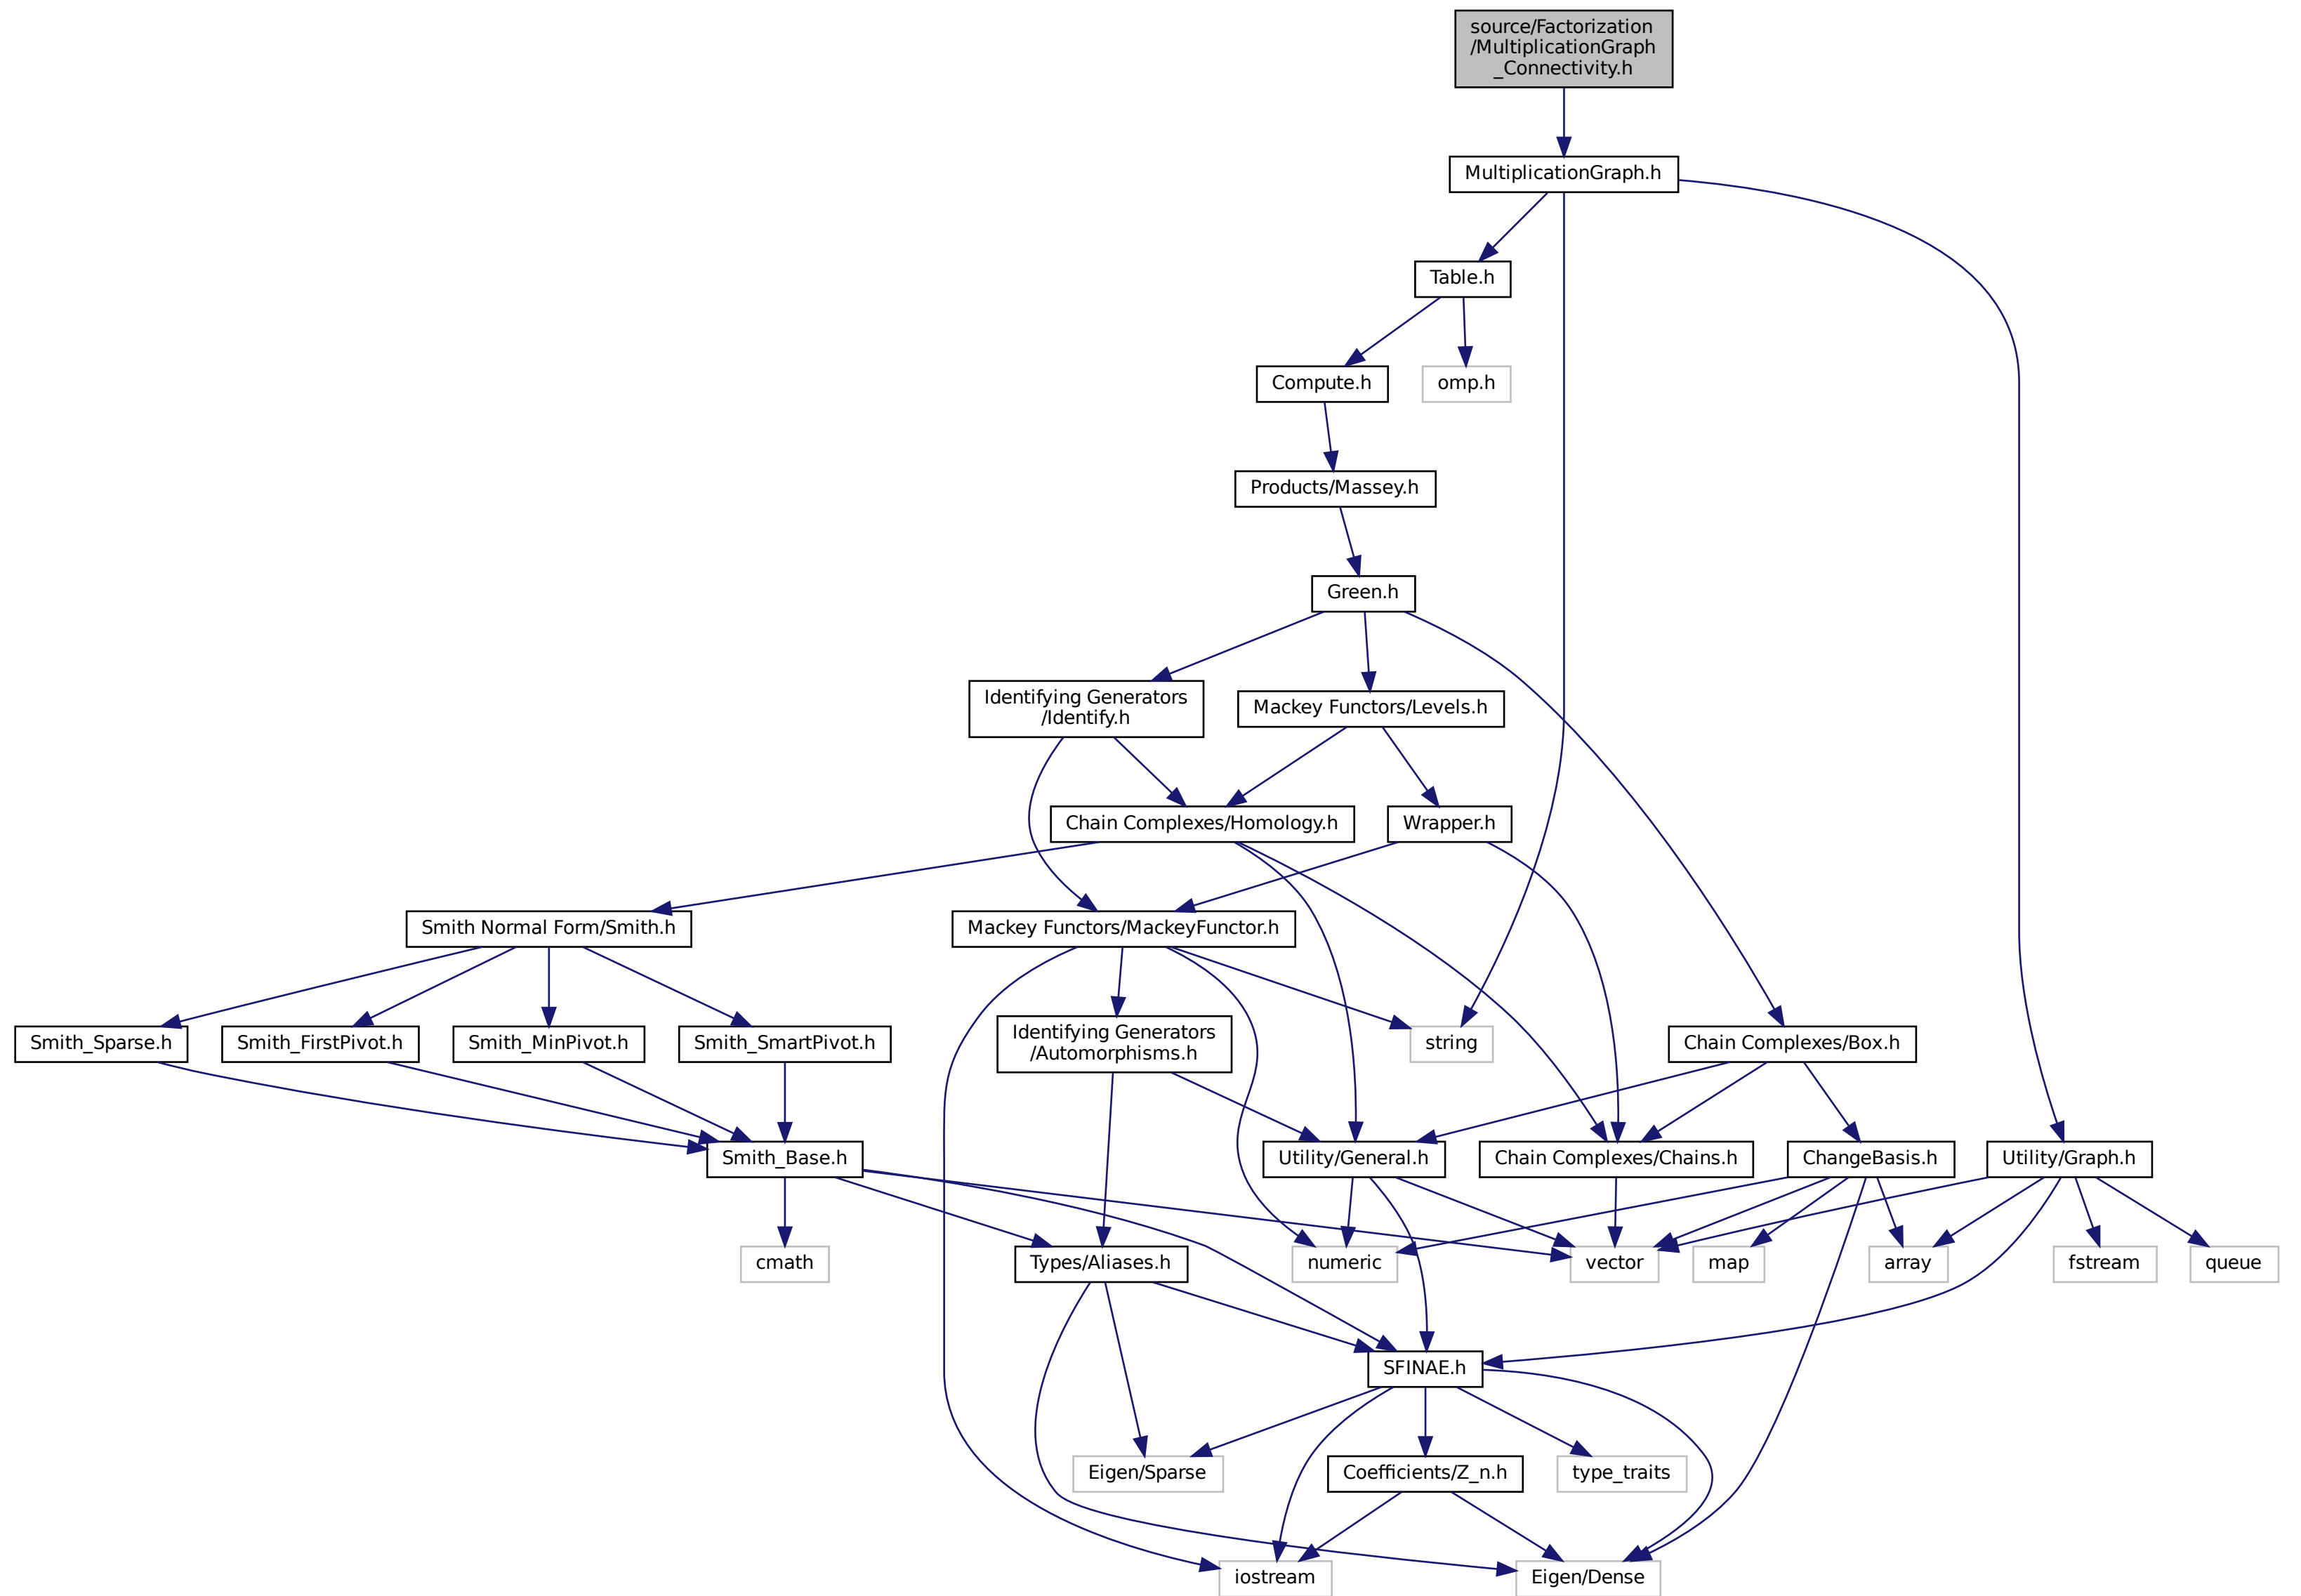 source/Factorization
/MultiplicationGraph
_Connectivity.h
MultiplicationGraph.h
Table.h
Compute.h
omp.h
Products/Massey.h
Green.h
Identifying Generators
/Identify.h
Mackey Functors/Levels.h
Chain Complexes/Homology.h
Wrapper.h
Smith Normal Form/Smith.h
Mackey Functors/MackeyFunctor.h
Smith_Sparse.h
Smith_FirstPivot.h
Smith_MinPivot.h
Smith_SmartPivot.h
Identifying Generators
/Automorphisms.h
string
Chain Complexes/Box.h
Smith_Base.h
Utility/General.h
Chain Complexes/Chains.h
ChangeBasis.h
Utility/Graph.h
cmath
Types/Aliases.h
numeric
vector
map
array
fstream
queue
SFINAE.h
Eigen/Sparse
Coefficients/Z_n.h
type_traits
iostream
Eigen/Dense